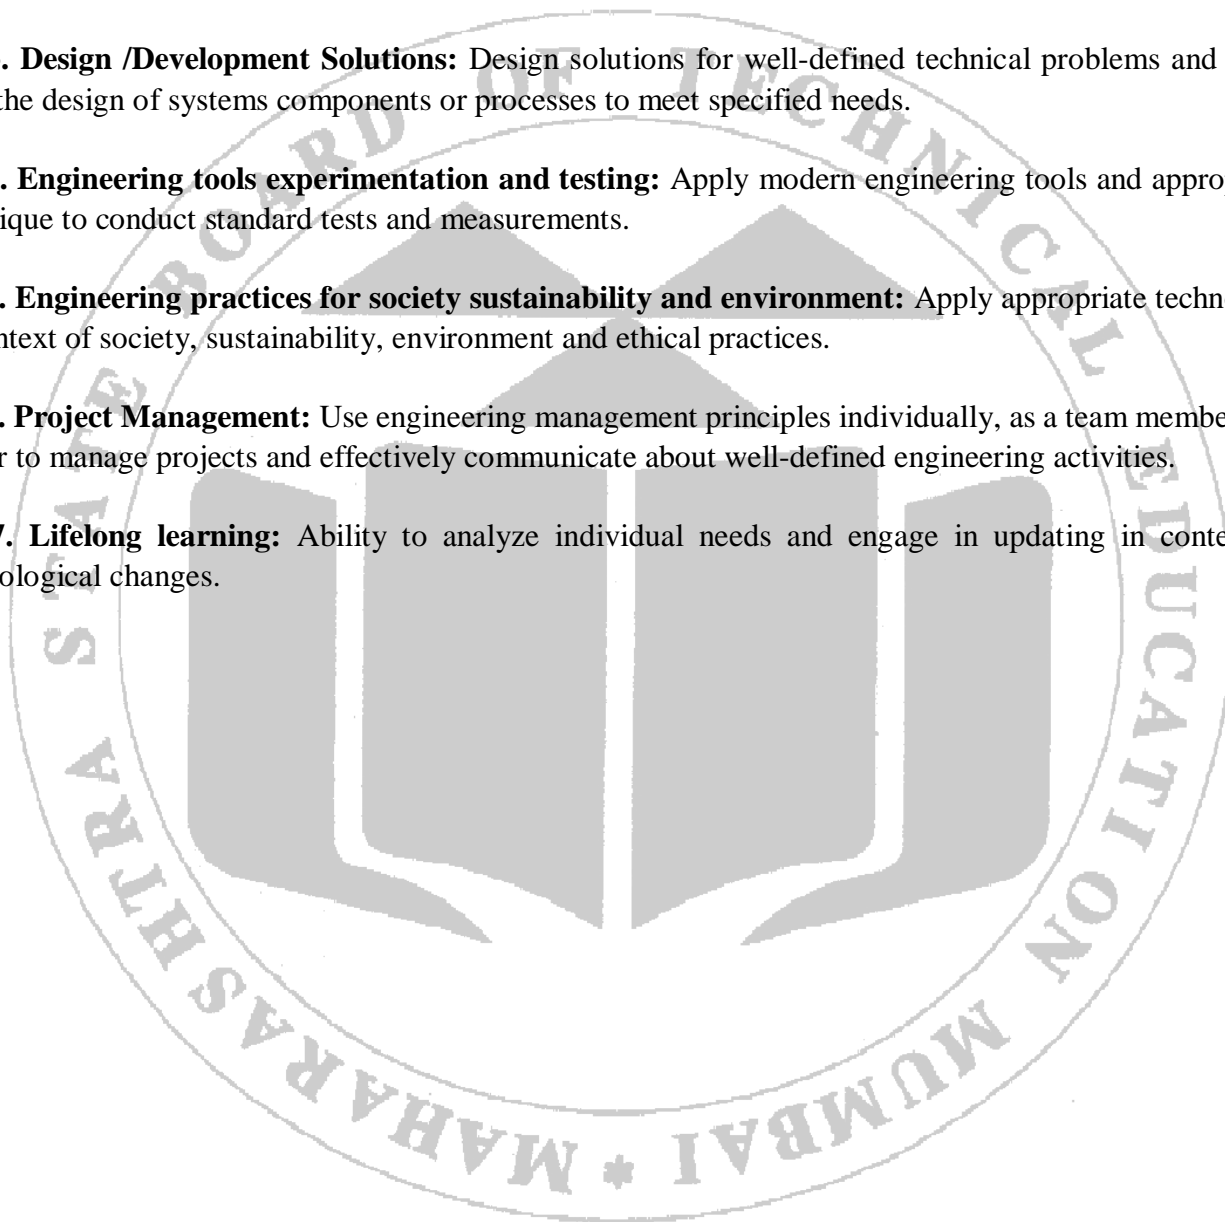 . Design /Development Solutions: Design solutions for well-defined technical problems and
the design of systems components or processes to meet specified needs.
. Engineering tools experimentation and testing: Apply modern engineering tools and approp
ique to conduct standard tests and measurements.
. Engineering practices for society sustainability and environment: Apply appropriate techn
ntext of society, sustainability, environment and ethical practices.
. Project Management: Use engineering management principles individually, as a team membe
r to manage projects and effectively communicate about well-defined engineering activities.
7. Lifelong learning: Ability to analyze individual needs and engage in updating in conte
ological changes.
MAHARASHTRA STATE BOARD OF TECHNICAL EDUCATION MUMBAI *